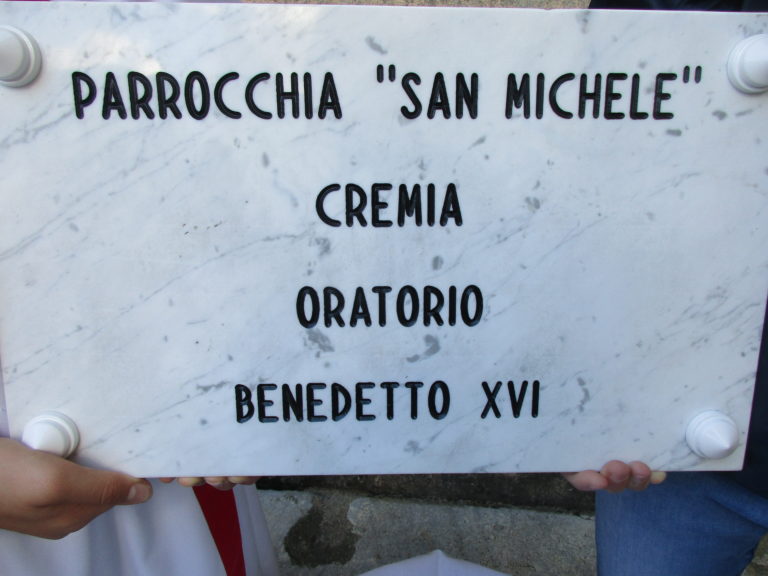 PARROCCHIA "SAN MICHELE"
CREMIA
ORATORIO
BENEDETTO XVI